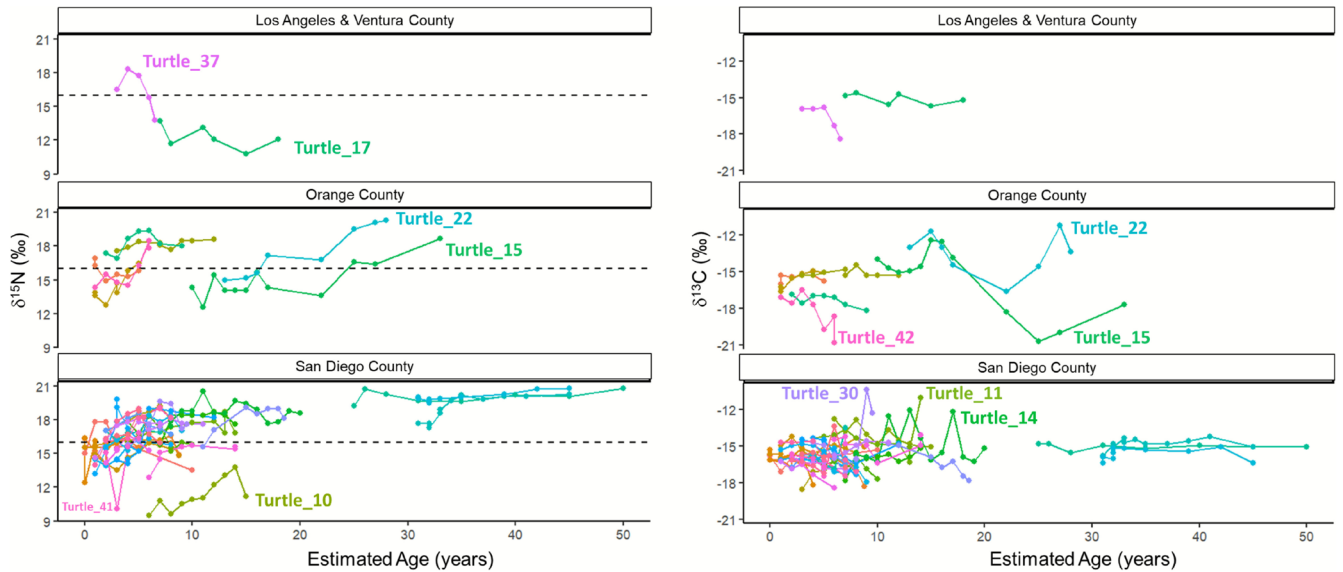 Los Angeles & Ventura County
21
18
15
12
9
Turtle_37
Turtle_17
Orange County
21
18
15
12
9
Turtle_22
Turtle_15
San Diego County
21
18
15
12
9
Turtle_41
Turtle_10
0
10
20
30
40
50
δ¹⁵N (‰)
Estimated Age (years)
Los Angeles & Ventura County
-12
-15
-18
-21
Orange County
-12
-15
-18
-21
Turtle_22
Turtle_42
Turtle_15
San Diego County
-12
-15
-18
-21
Turtle_30
Turtle_11
Turtle_14
0
10
20
30
40
50
δ¹³C (‰)
Estimated Age (years)